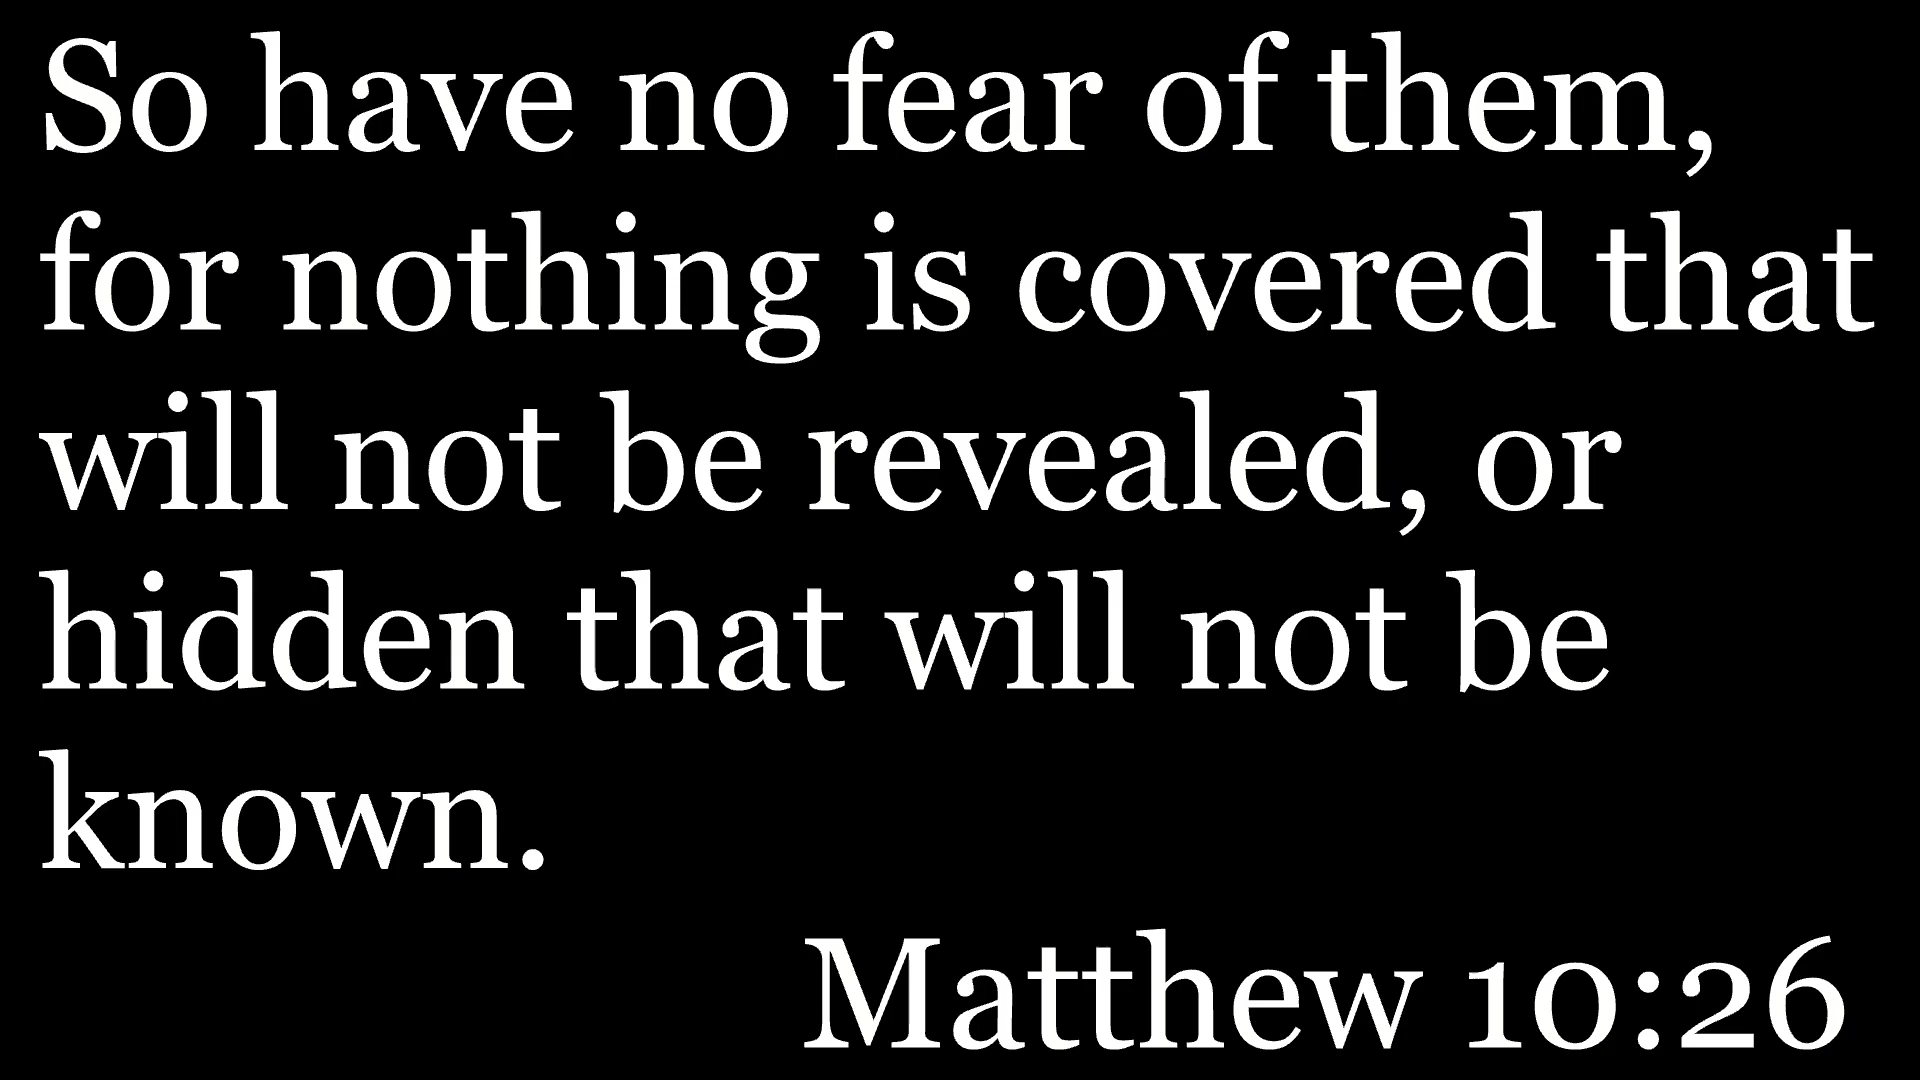 So have no fear of them,
for nothing is covered that
will not be revealed, or
hidden that will not be
known.
Matthew 10:26